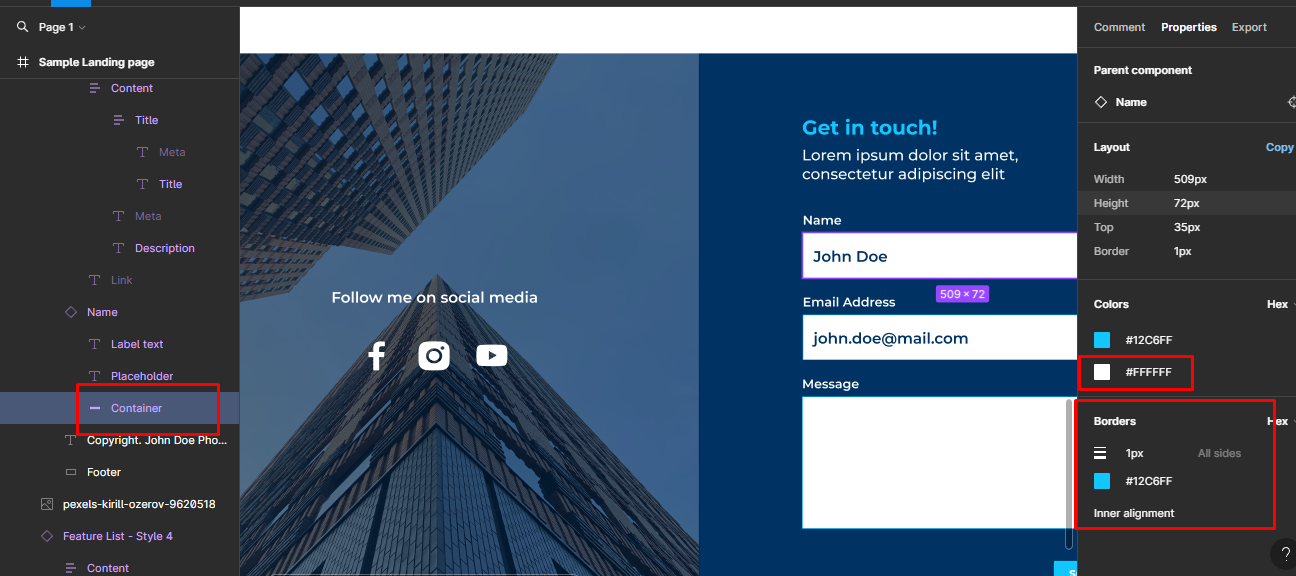 Page 1
Sample Landing page
Content
Title
Meta
Title
Meta
Description
Link
Name
Label text
Placeholder
Container
Copyright. John Doe Pho...
Footer
pexels-kirill-ozerov-9620518
Feature List - Style 4
Content
Follow me on social media
Get in touch!
Lorem ipsum dolor sit amet,
consectetur adipiscing elit
Name
John Doe
509 × 72
Email Address
john.doe@mail.com
Message
Comment Properties Export
Parent component
Name
Layout Copy
Width 509px
Height 72px
Top 35px
Border 1px
Colors Hex
#12C6FF
#FFFFFF
Borders Hex
1px All sides
#12C6FF
Inner alignment
?